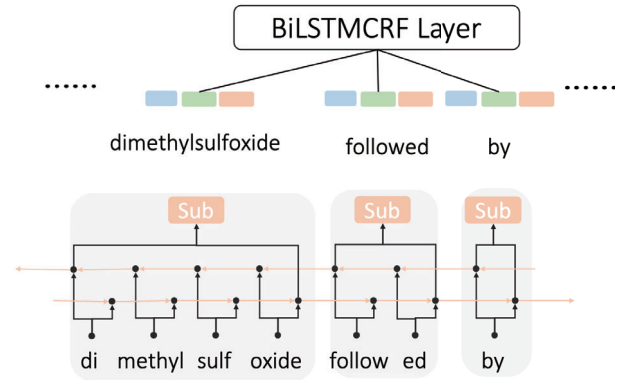 BiLSTMCRF Layer
dimethylsulfoxide followed by
Sub Sub Sub
di methyl sulf oxide follow ed by